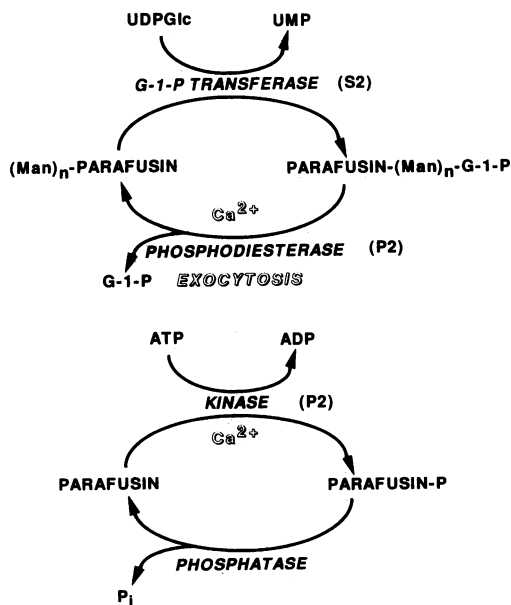 UDPGlc UMP
G-1-P TRANSFERASE (S2)
(Man)n-PARAFUSIN PARAFUSIN-(Man)n-G-1-P
Ca2+
PHOSPHODIESTERASE (P2)
G-1-P EXOCYTOSIS
ATP ADP
KINASE (P2)
Ca2+
PARAFUSIN PARAFUSIN-P
PHOSPHATASE
Pi